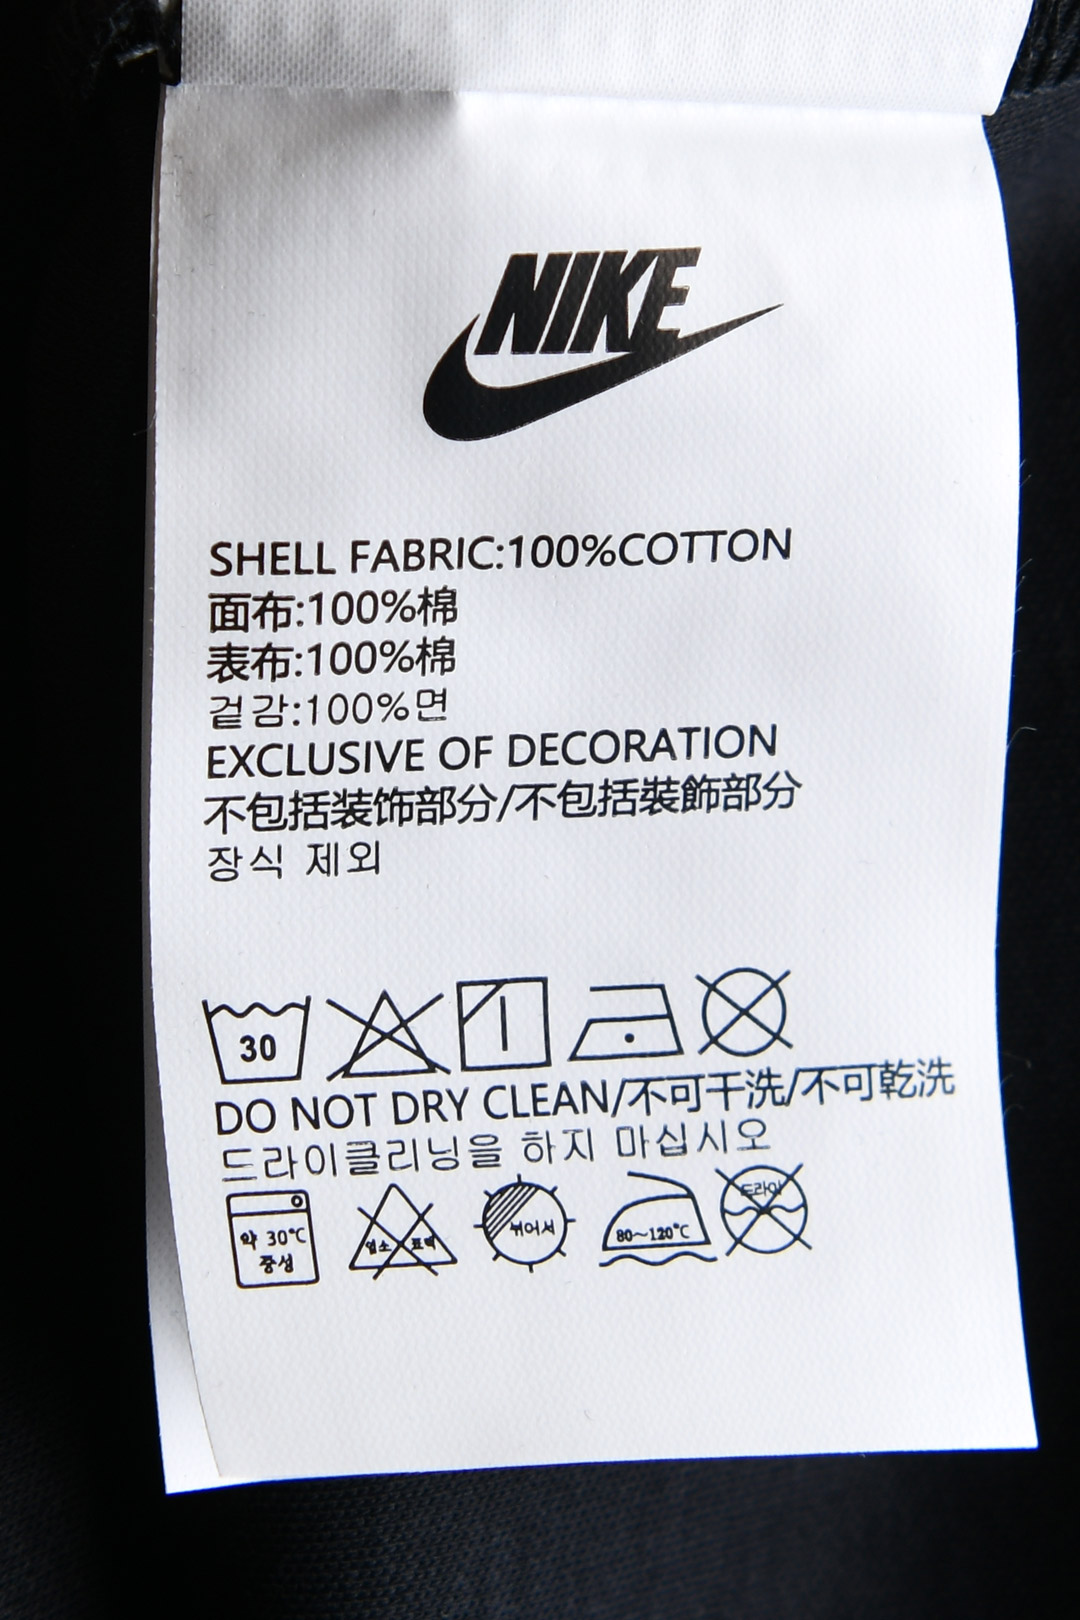 NIKE
SHELL FABRIC:100%COTTON
面布:100%棉
表布:100%棉
겉감:100%면
EXCLUSIVE OF DECORATION
不包括装饰部分/不包括裝飾部分
장식 제외
30
DO NOT DRY CLEAN/不可干洗/不可乾洗
드라이클리닝을 하지 마십시오
약 30℃ 염소 표백 뉘어서 80~120℃ 드라이
중성